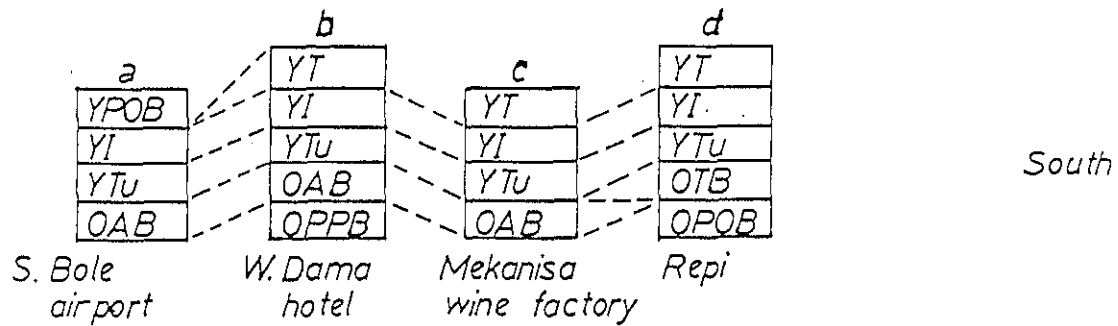 a
YPOB
YI
YTu
OAB
S. Bole
airport
b
YT
YI
YTu
OAB
OPPB
W. Dama
hotel
c
YT
YI
YTu
OAB
Mekanisa
wine factory
d
YT
YI
YTu
OTB
OPOB
Repi
South